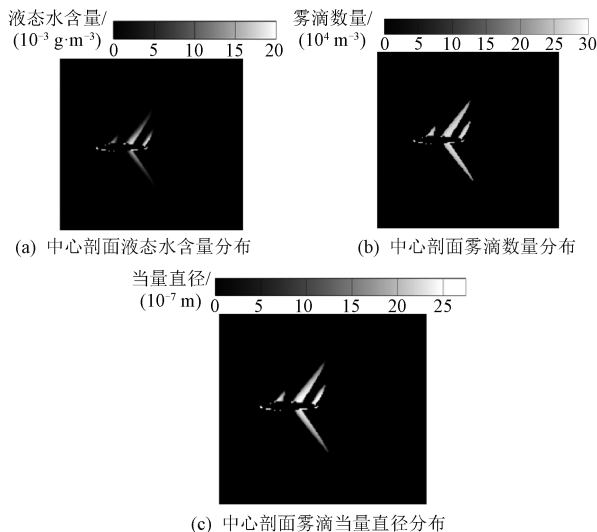 液态水含量/
(10⁻³ g·m⁻³)
0 5 10 15 20
雾滴数量/
(10⁴ m⁻³)
0 5 10 15 20 25 30
(a) 中心剖面液态水含量分布
(b) 中心剖面雾滴数量分布
当量直径/
(10⁻⁷ m)
0 5 10 15 20 25
(c) 中心剖面雾滴当量直径分布